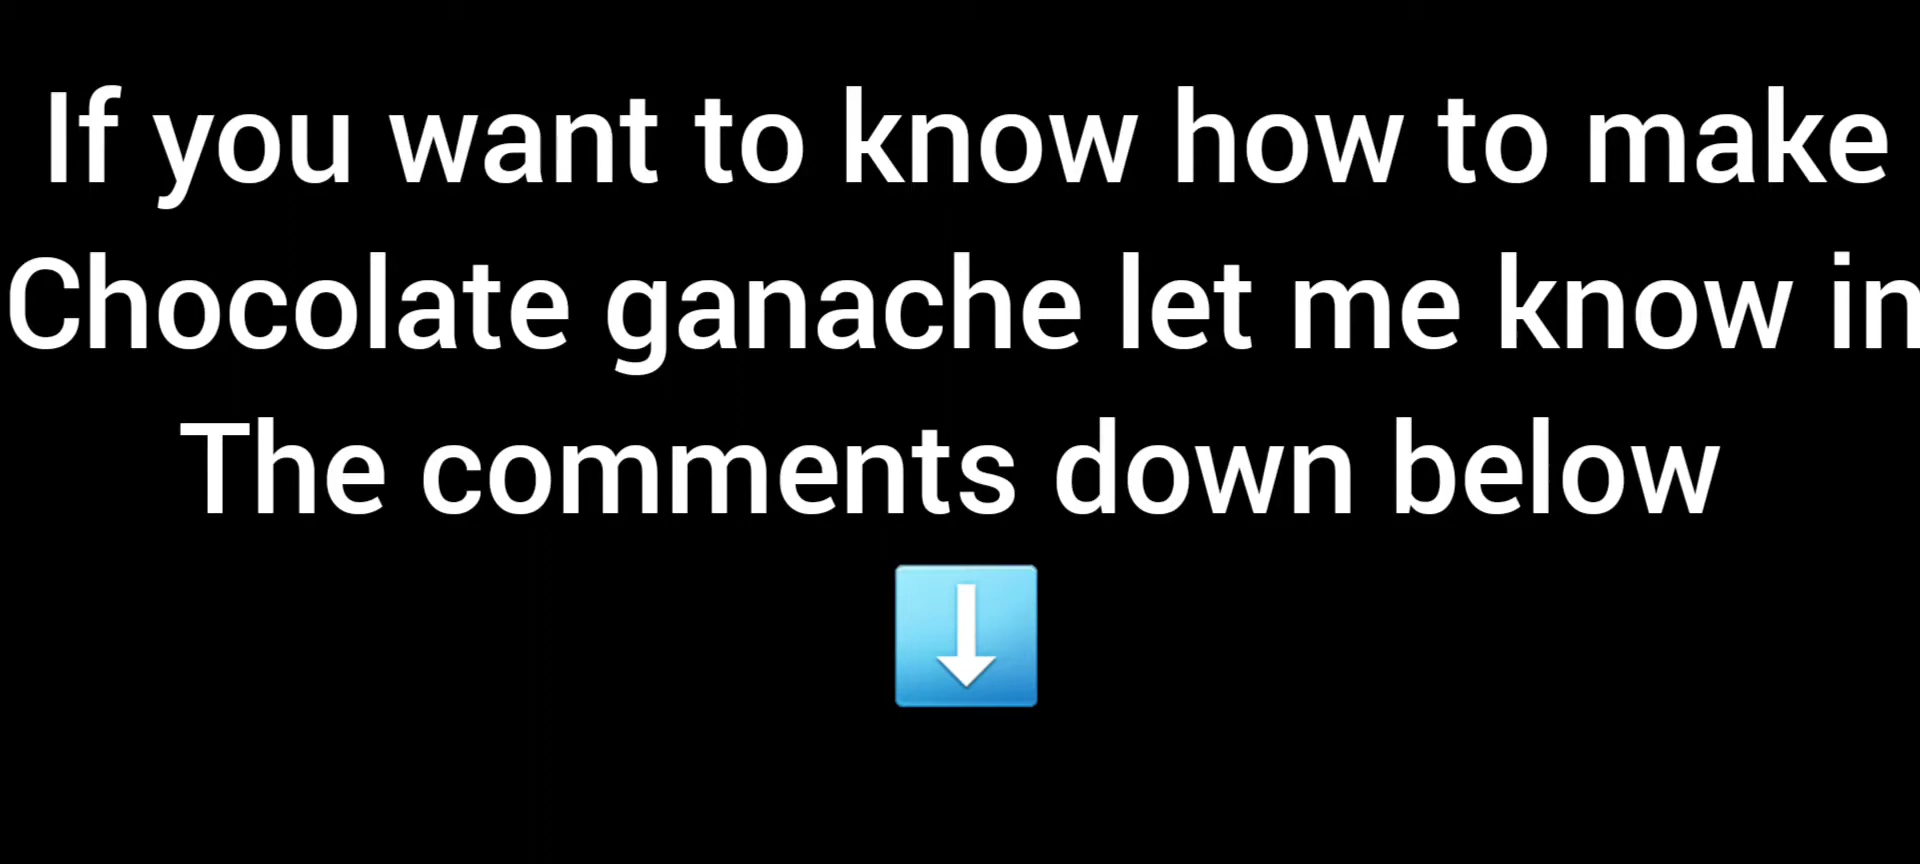 If you want to know how to make
Chocolate ganache let me know in
The comments down below
⬇️